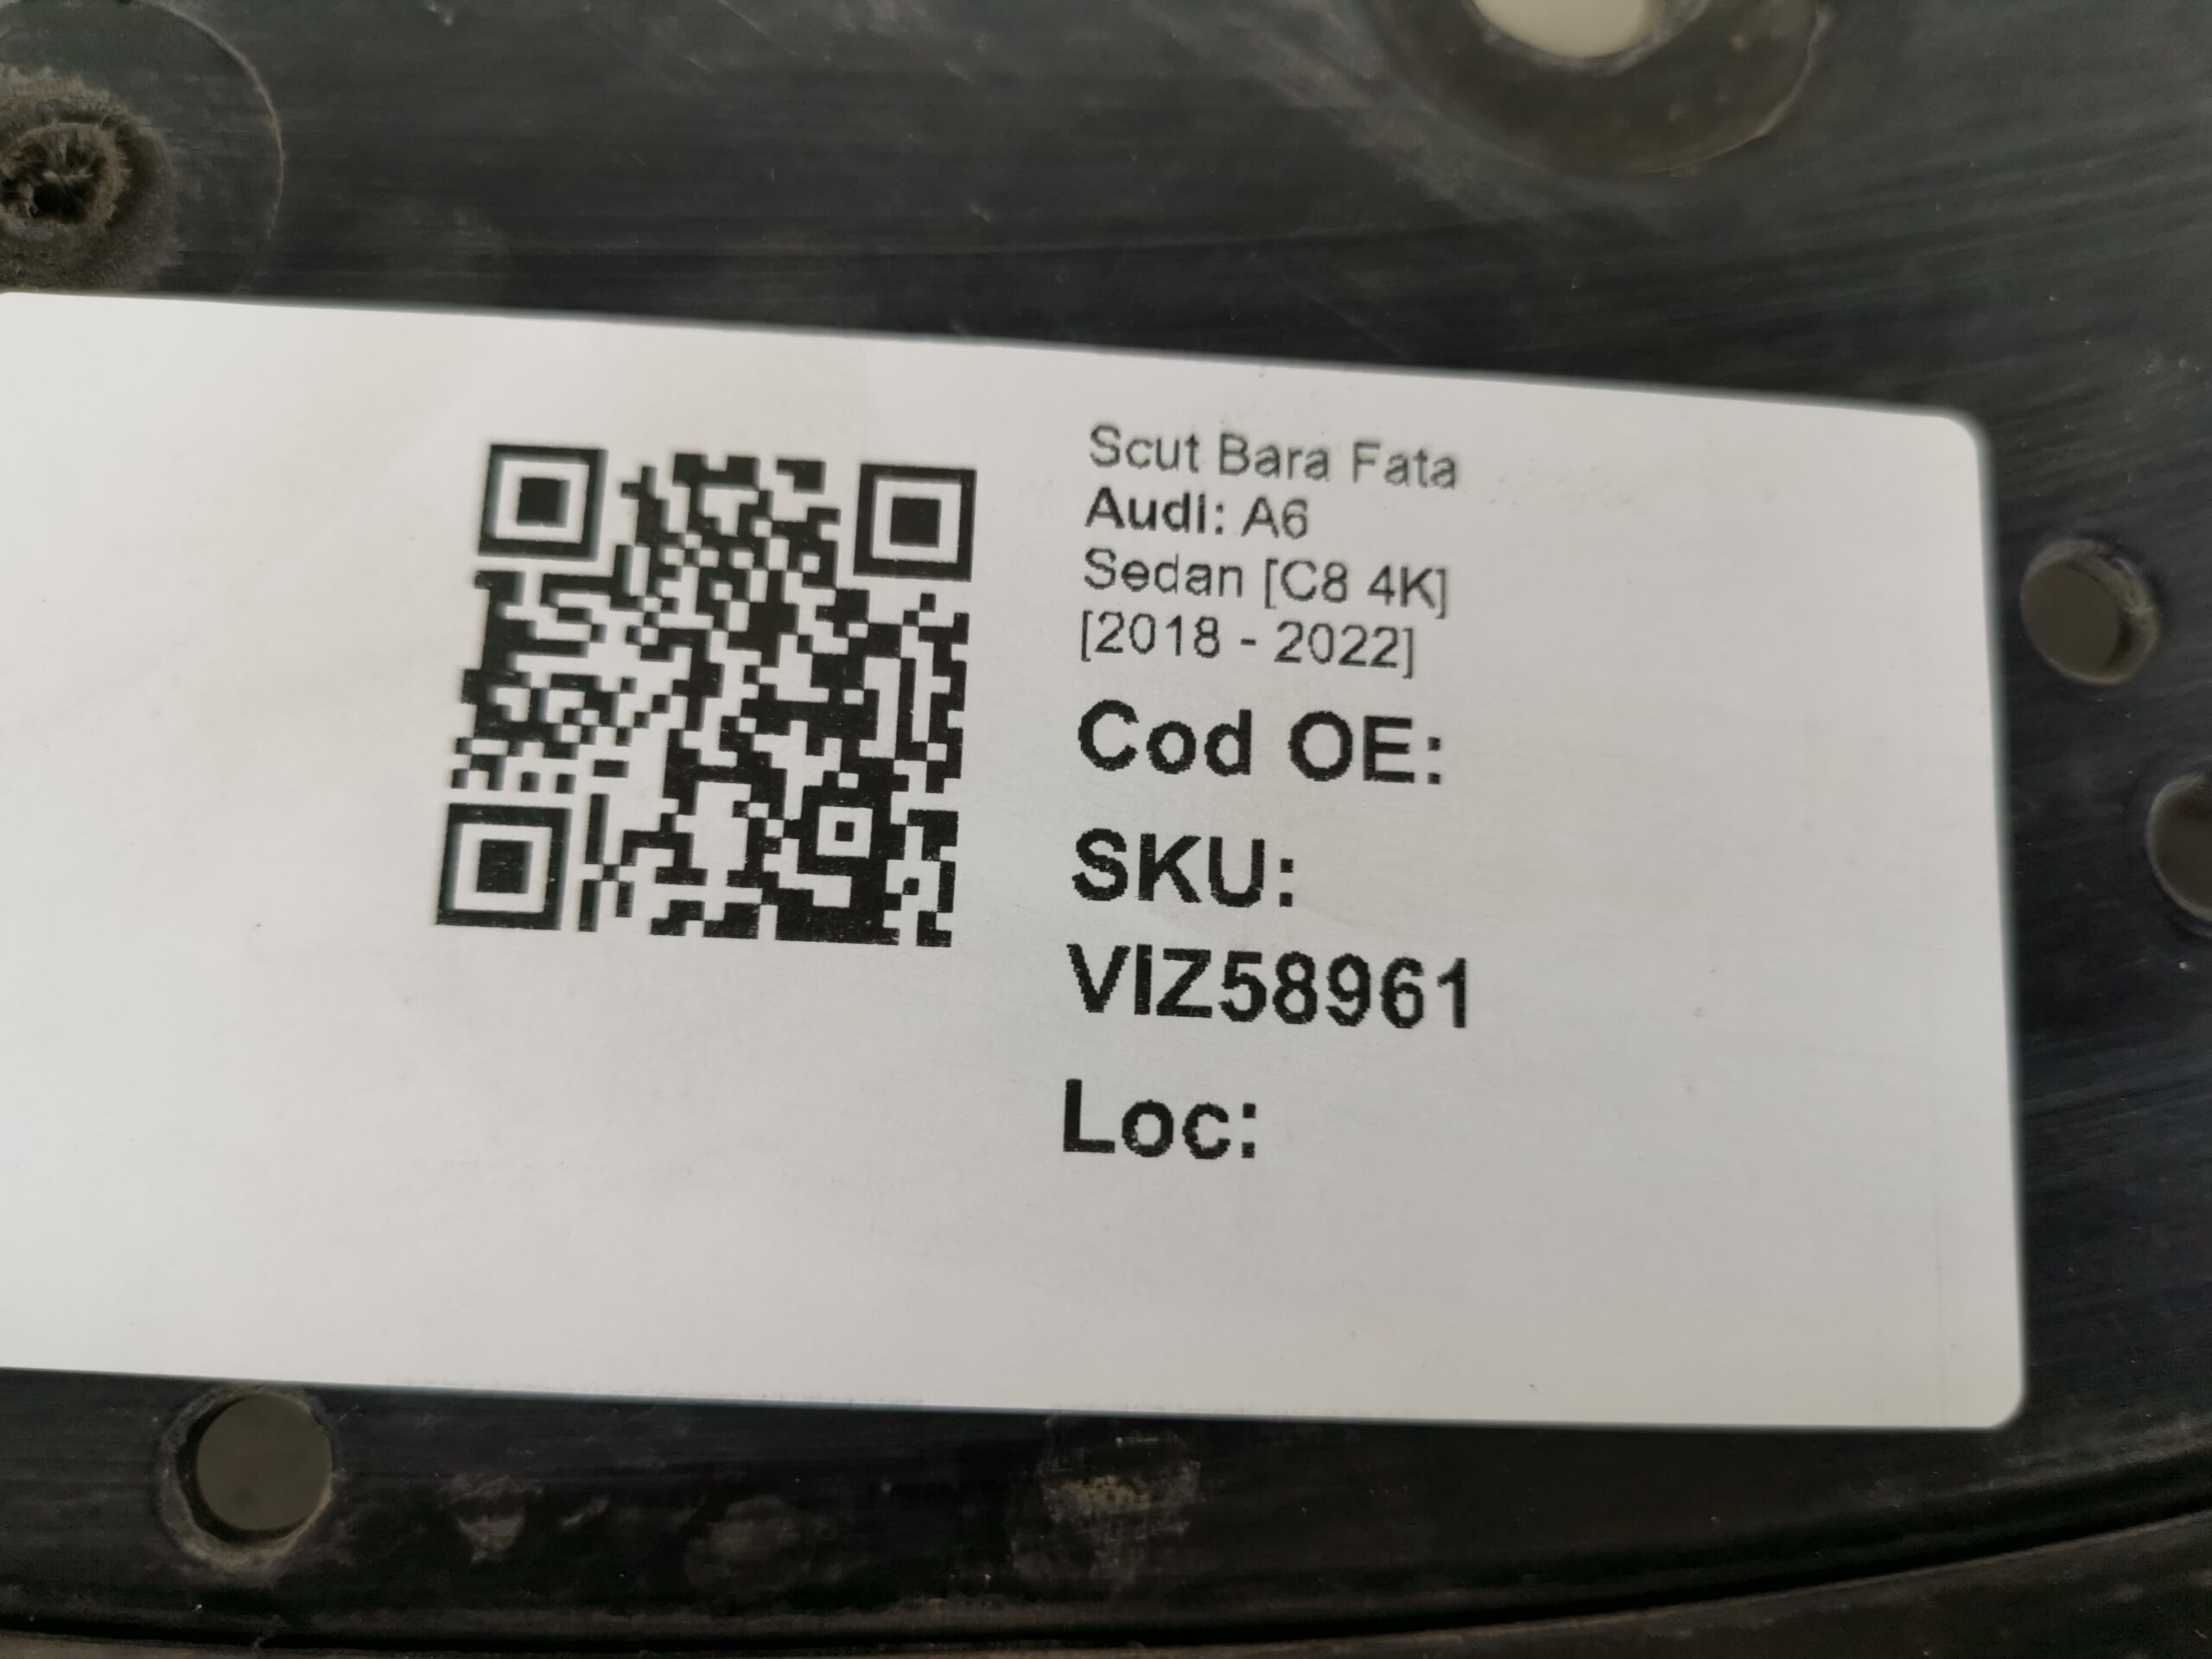 Scut Bara Fata
Audi: A6
Sedan [C8 4K]
[2018 - 2022]
Cod OE:
SKU:
VIZ58961
Loc: